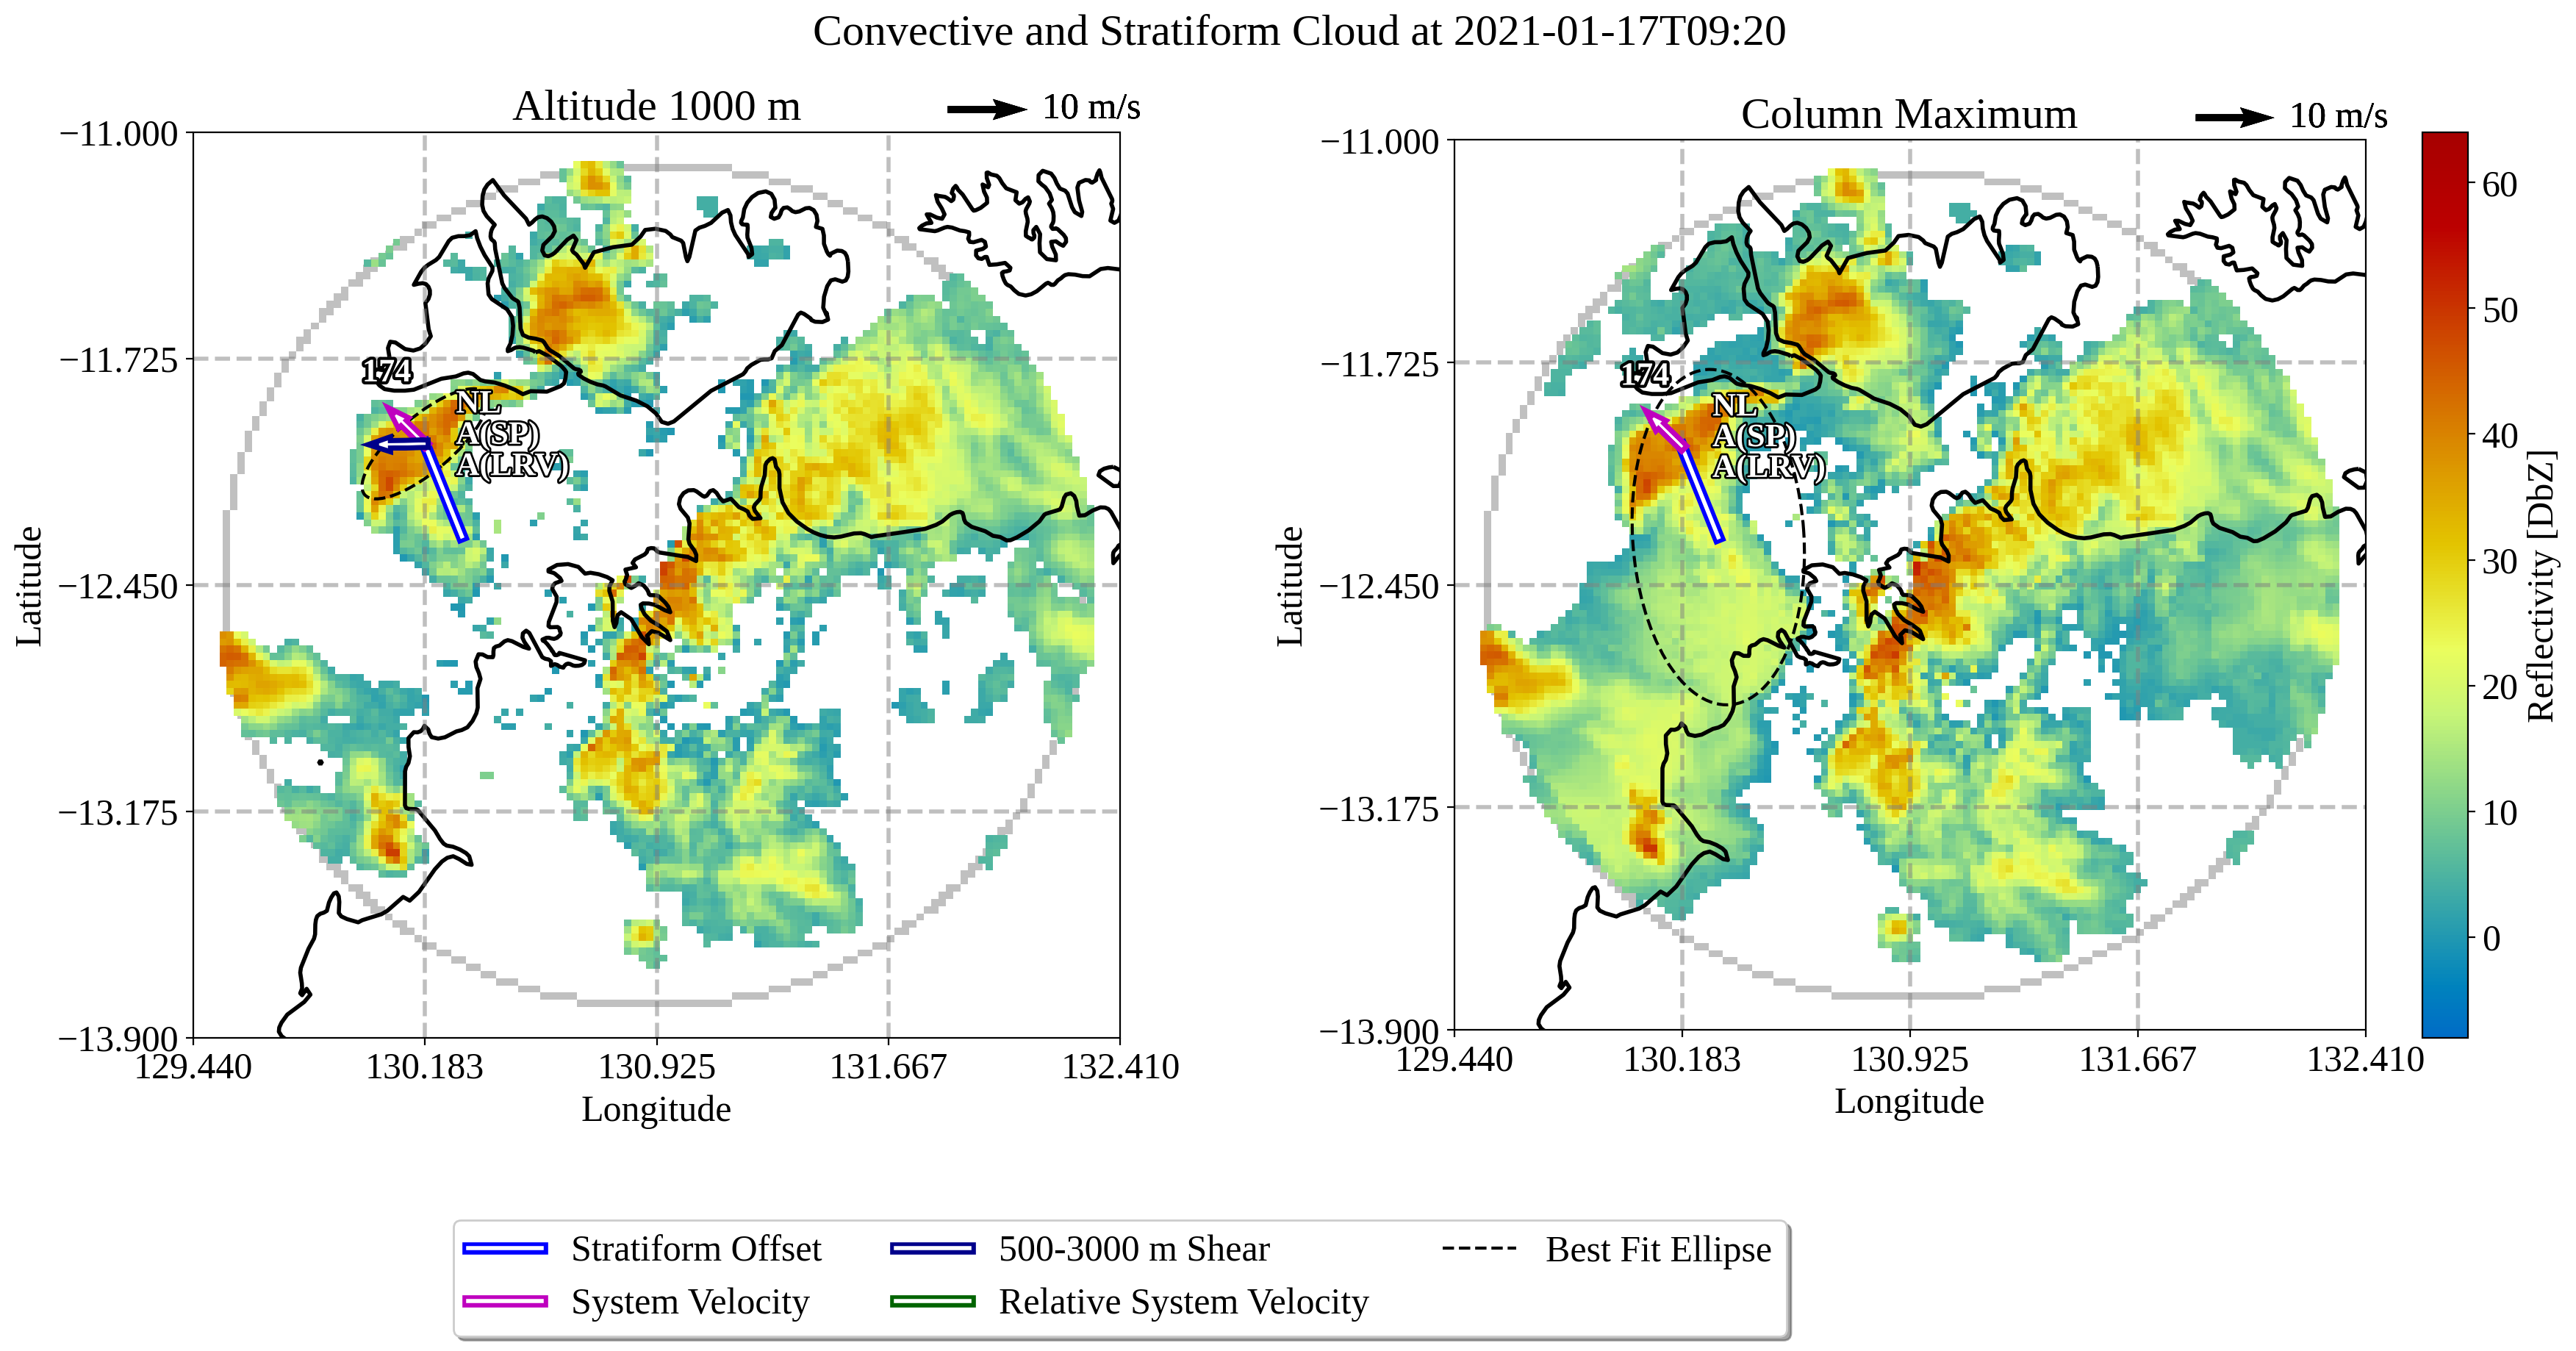 Convective and Stratiform Cloud at 2021-01-17T09:20
Altitude 1000 m
10 m/s
−11.000
−11.725
−12.450
−13.175
−13.900
Latitude
174
NL
A(SP)
A(LRV)
129.440
130.183
130.925
131.667
132.410
Longitude
Column Maximum
10 m/s
−11.000
−11.725
−12.450
−13.175
−13.900
Latitude
174
NL
A(SP)
A(LRV)
129.440
130.183
130.925
131.667
132.410
Longitude
60
50
40
30
20
10
0
Reflectivity [DbZ]
Stratiform Offset
System Velocity
500-3000 m Shear
Relative System Velocity
Best Fit Ellipse